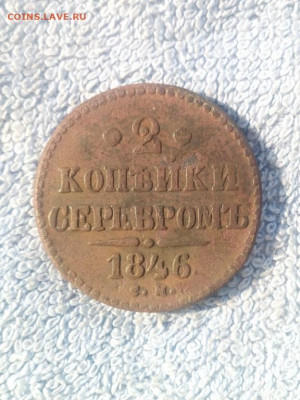 COINS.LAVE.RU
2
КОПѢЙКИ
СЕРЕБРОМЪ
1846
С.М.